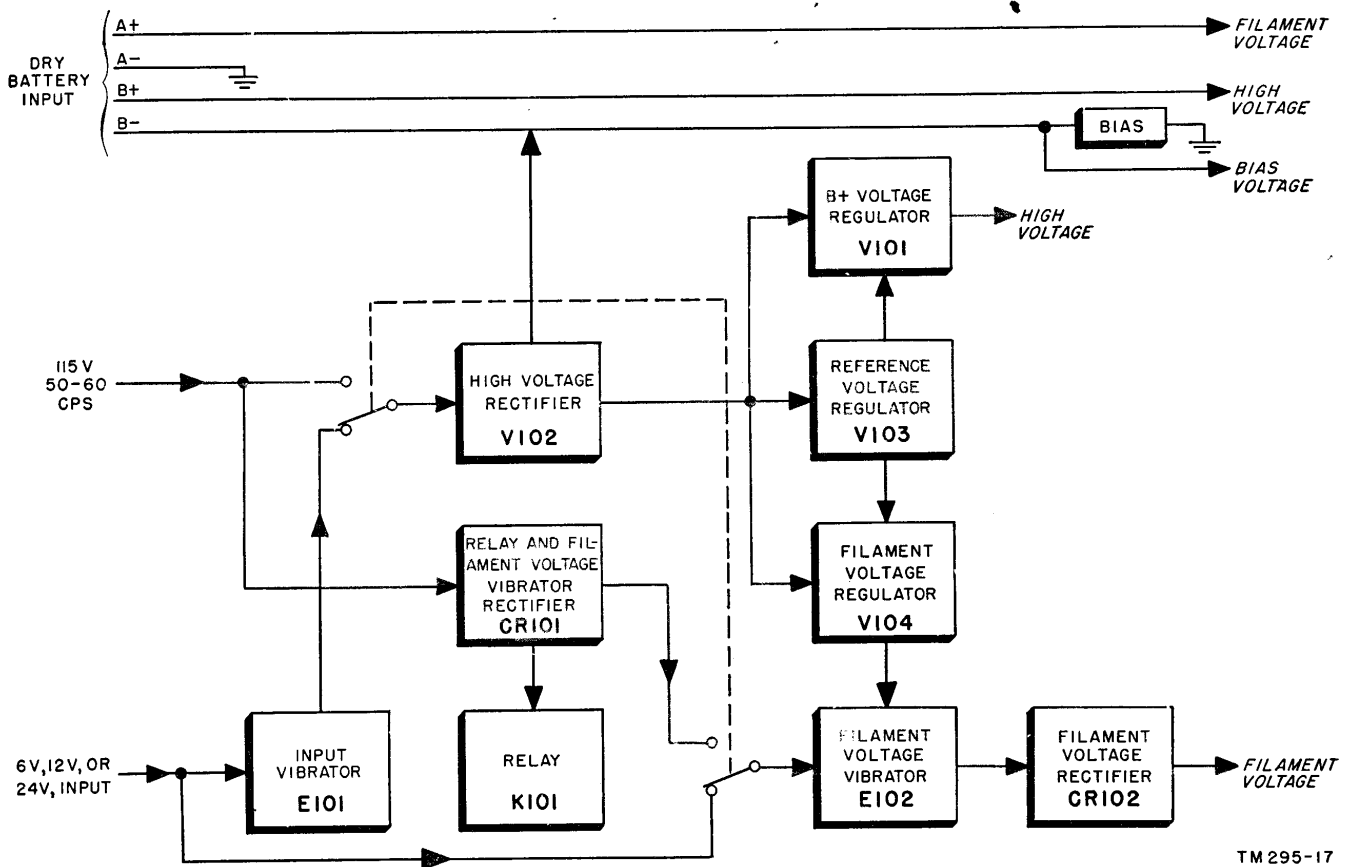 A+
FILAMENT
VOLTAGE
A-
DRY
BATTERY
INPUT
B+
HIGH
VOLTAGE
B-
BIAS
BIAS
VOLTAGE
B+ VOLTAGE
REGULATOR
V101
HIGH
VOLTAGE
115 V
50-60
CPS
HIGH VOLTAGE
RECTIFIER
V102
REFERENCE
VOLTAGE
REGULATOR
V103
RELAY AND FIL-
AMENT VOLTAGE
VIBRATOR
RECTIFIER
CR101
FILAMENT
VOLTAGE
REGULATOR
V104
6V, 12V, OR
24V, INPUT
INPUT
VIBRATOR
E101
RELAY
K101
FILAMENT
VOLTAGE
VIBRATOR
E102
FILAMENT
VOLTAGE
RECTIFIER
CR102
FILAMENT
VOLTAGE
TM 295-17